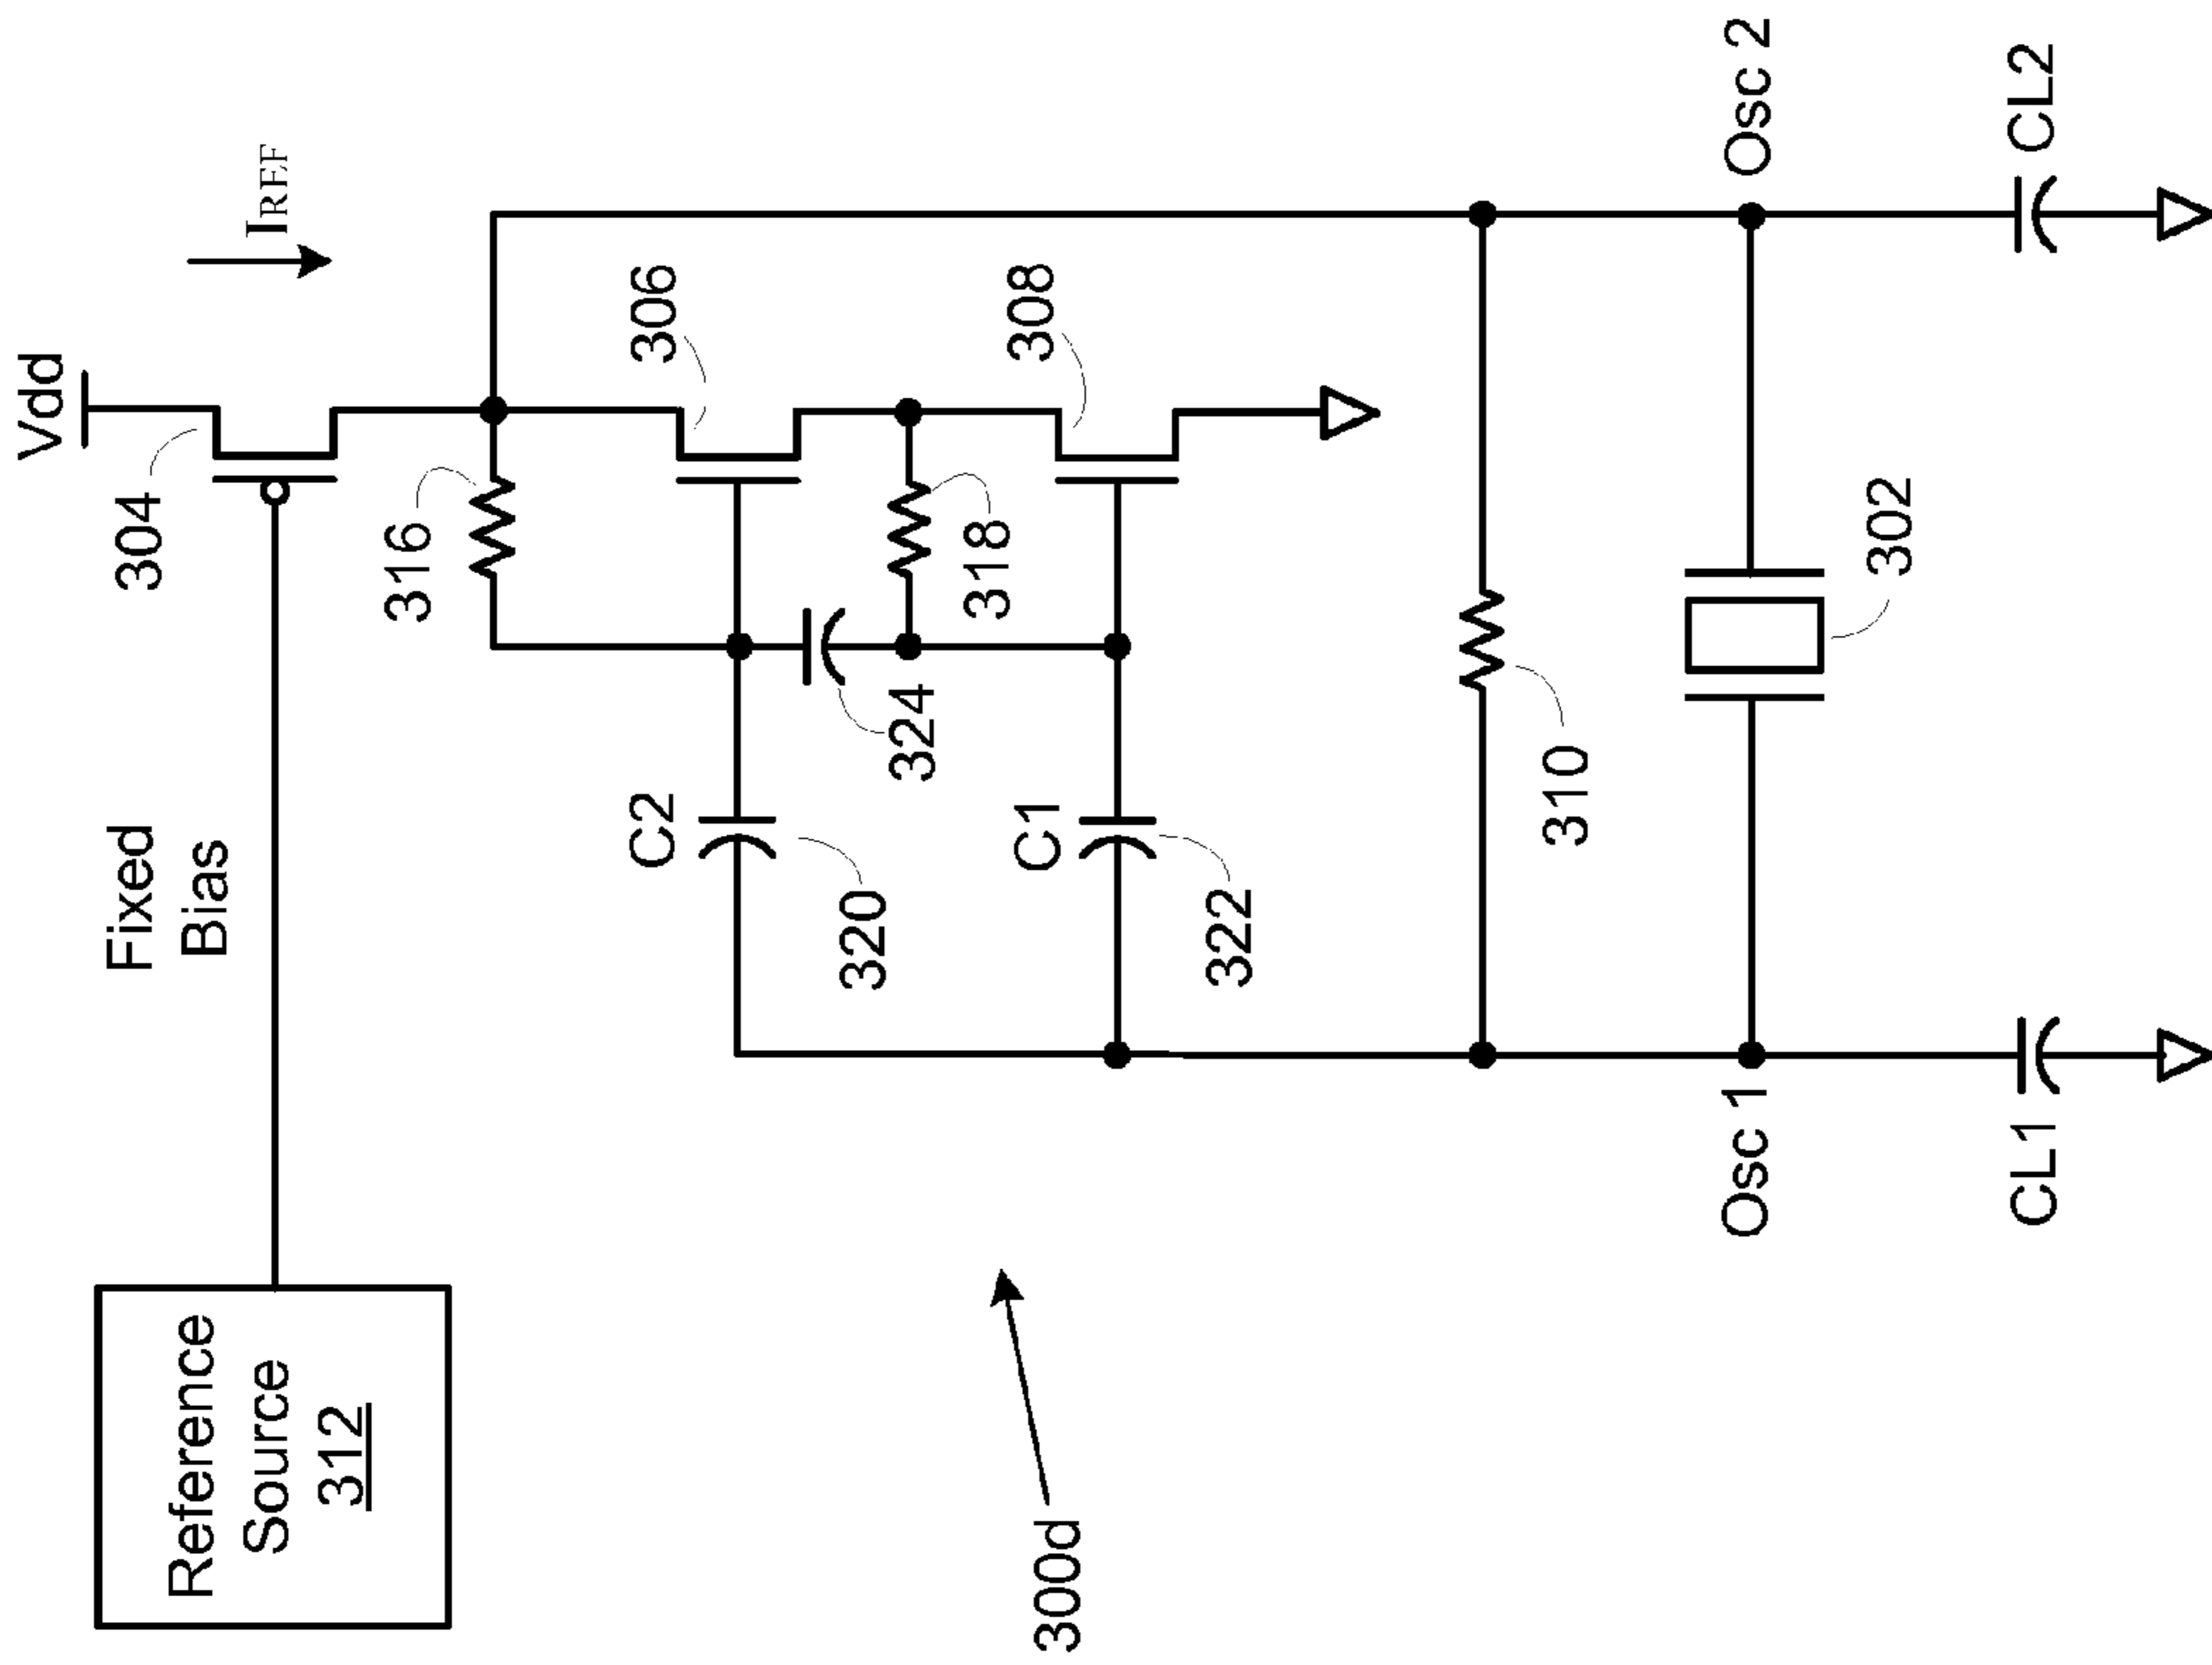 Vdd
304
IREF
Fixed
Bias
Reference
Source
312
316
306
C2
320
324
318
308
C1
322
300d
310
302
Osc 1
Osc 2
CL1
CL2